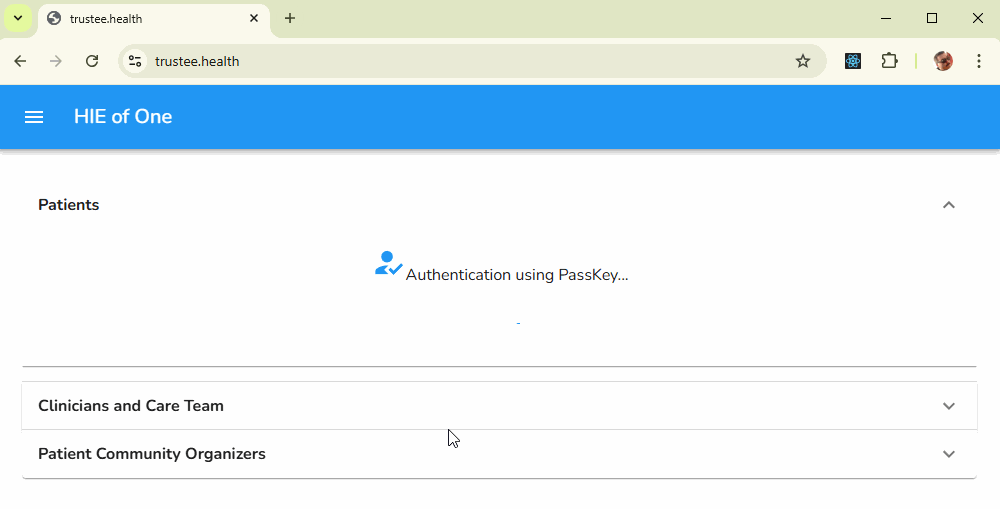 trustee.health
trustee.health
HIE of One
Patients
Authentication using PassKey...
-
Clinicians and Care Team
Patient Community Organizers